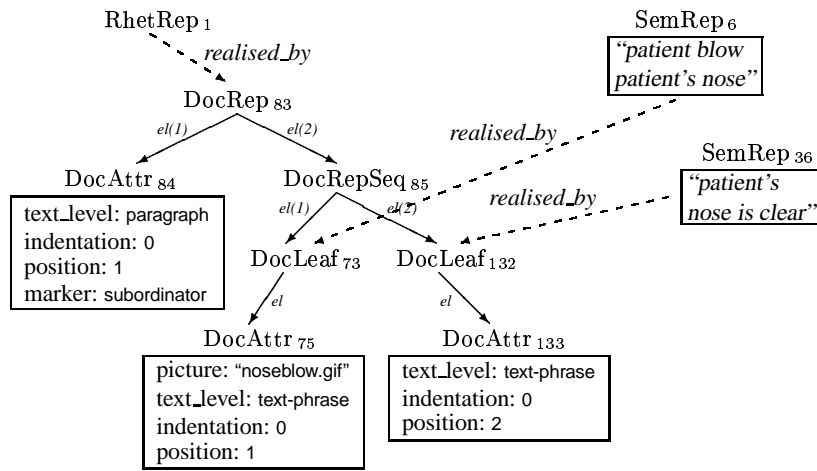 RhetRep 1
SemRep 6
realised_by
"patient blow
patient's nose"
DocRep 83
el(1)
el(2)
realised_by
SemRep 36
DocAttr 84
DocRepSeq 85
"patient's
nose is clear"
realised_by
text_level: paragraph
indentation: 0
position: 1
marker: subordinator
el(1)
el(2)
DocLeaf 73
DocLeaf 132
el
el
DocAttr 75
DocAttr 133
picture: "noseblow.gif"
text_level: text-phrase
indentation: 0
position: 1
text_level: text-phrase
indentation: 0
position: 2